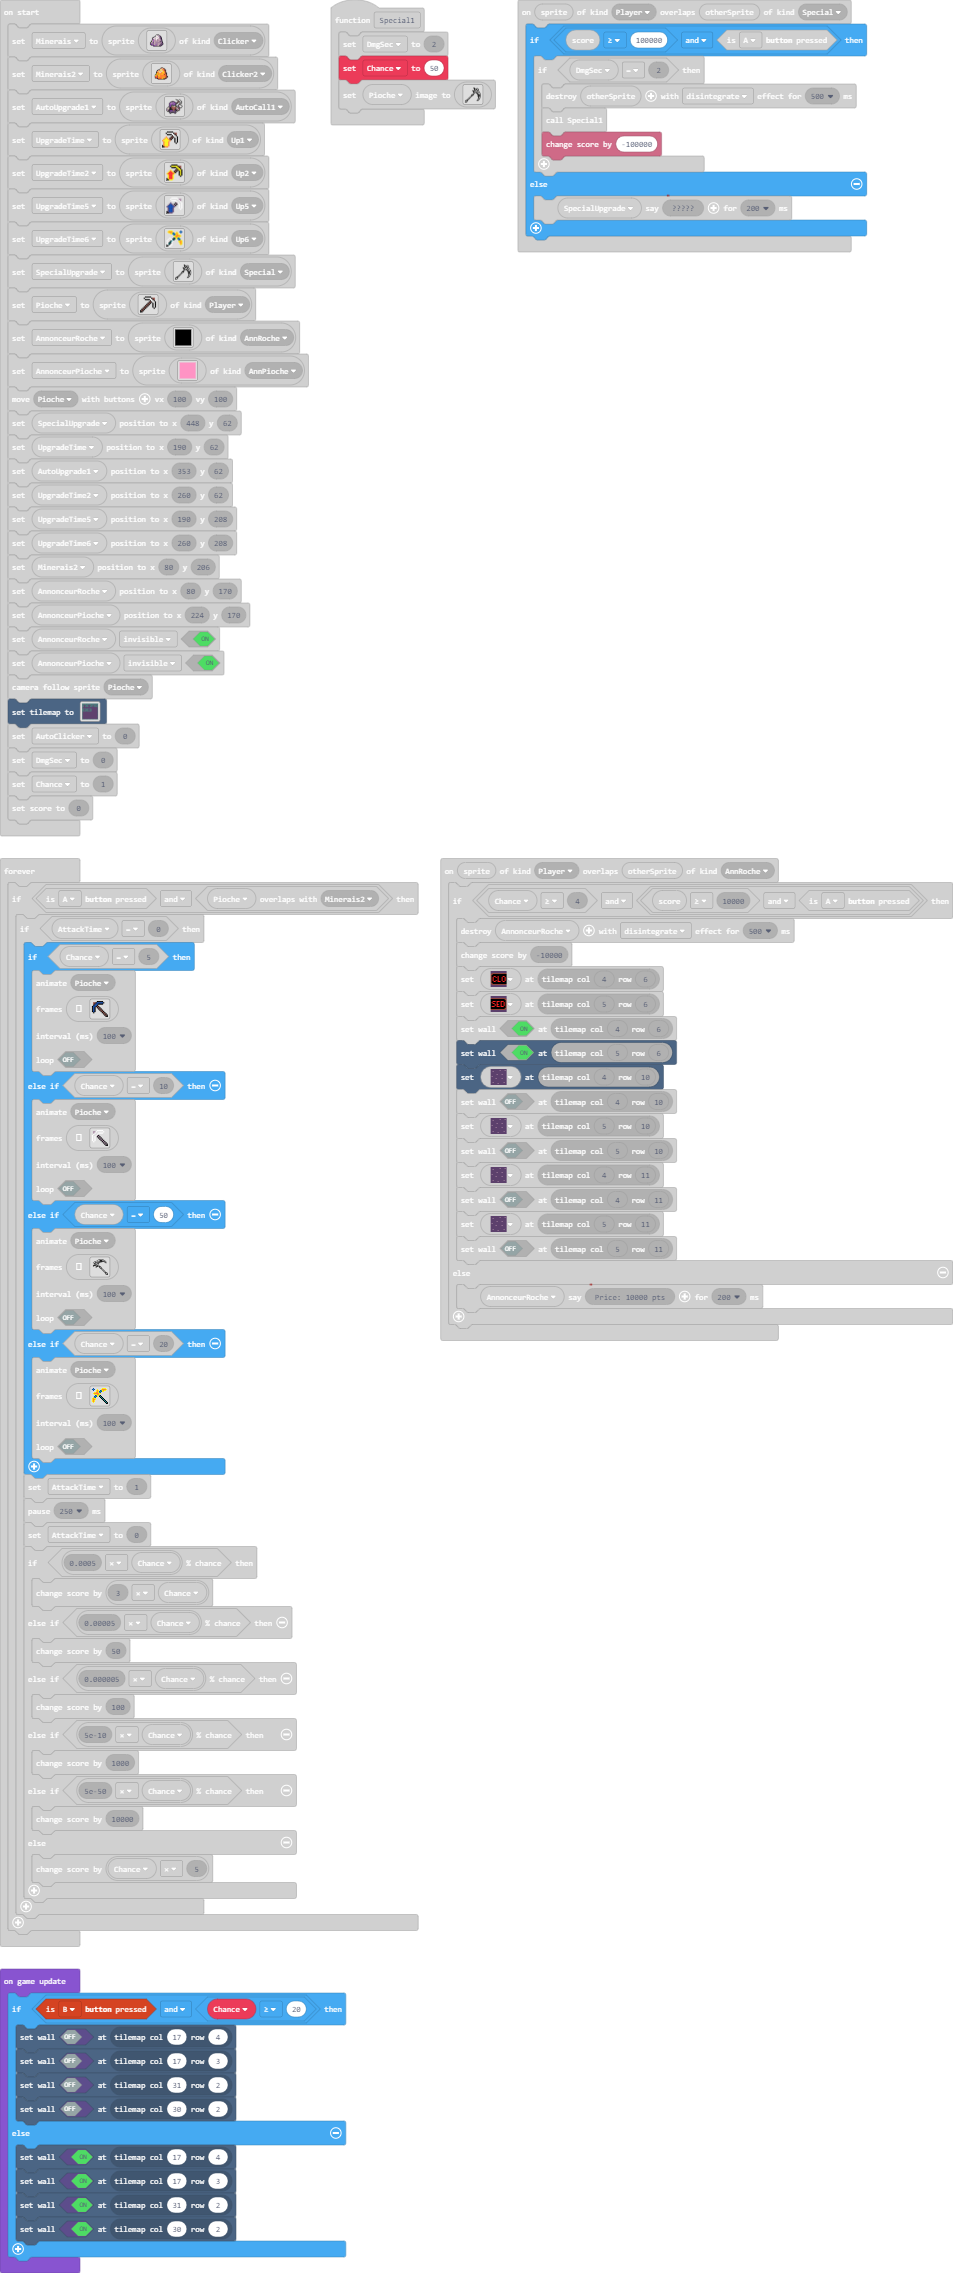 on start
set Minerais to sprite of kind Clicker
set Minerais2 to sprite of kind Clicker2
set AutoUpgrade1 to sprite of kind AutoCall1
set UpgradeTime to sprite of kind Up1
set UpgradeTime2 to sprite of kind Up2
set UpgradeTime5 to sprite of kind Up5
set UpgradeTime6 to sprite of kind Up6
set SpecialUpgrade to sprite of kind Special
set Pioche to sprite of kind Player
set AnnonceurRoche to sprite of kind AnnRoche
set AnnonceurPioche to sprite of kind AnnPioche
move Pioche with buttons vx 100 vy 100
set SpecialUpgrade position to x 448 y 62
set UpgradeTime position to x 190 y 62
set AutoUpgrade1 position to x 353 y 62
set UpgradeTime2 position to x 260 y 62
set UpgradeTime5 position to x 190 y 208
set UpgradeTime6 position to x 260 y 208
set Minerais2 position to x 80 y 206
set AnnonceurRoche position to x 80 y 170
set AnnonceurPioche position to x 224 y 170
set AnnonceurRoche invisible ON
set AnnonceurPioche invisible ON
camera follow sprite Pioche
set tilemap to
set AutoClicker to 0
set DmgSec to 0
set Chance to 1
set score to 0
function Special1
set DmgSec to 2
set Chance to 50
set Pioche image to
on sprite of kind Player overlaps otherSprite of kind Special
if score ≥ 100000 and is A button pressed then
if DmgSec = 2 then
destroy otherSprite with disintegrate effect for 500 ms
call Special1
change score by -100000
else
SpecialUpgrade say ????? for 200 ms
forever
if is A button pressed and Pioche overlaps with Minerais2 then
if AttackTime = 0 then
if Chance = 5 then
animate Pioche
frames
interval (ms) 100
loop OFF
else if Chance = 10 then
animate Pioche
frames
interval (ms) 100
loop OFF
else if Chance = 50 then
animate Pioche
frames
interval (ms) 100
loop OFF
else if Chance = 20 then
animate Pioche
frames
interval (ms) 100
loop OFF
set AttackTime to 1
pause 250 ms
set AttackTime to 0
if 0.0005 × Chance % chance then
change score by 3 × Chance
else if 0.00005 × Chance % chance then
change score by 50
else if 0.000005 × Chance % chance then
change score by 100
else if 5e-10 × Chance % chance then
change score by 1000
else if 5e-50 × Chance % chance then
change score by 10000
else
change score by Chance × 5
on sprite of kind Player overlaps otherSprite of kind AnnRoche
if Chance ≥ 4 and score ≥ 10000 and is A button pressed then
destroy AnnonceurRoche with disintegrate effect for 500 ms
change score by -10000
set CLO at tilemap col 4 row 6
set SED at tilemap col 5 row 6
set wall ON at tilemap col 4 row 6
set wall ON at tilemap col 5 row 6
set at tilemap col 4 row 10
set wall OFF at tilemap col 4 row 10
set at tilemap col 5 row 10
set wall OFF at tilemap col 5 row 10
set at tilemap col 4 row 11
set wall OFF at tilemap col 4 row 11
set at tilemap col 5 row 11
set wall OFF at tilemap col 5 row 11
else
AnnonceurRoche say Price: 10000 pts for 200 ms
on game update
if is B button pressed and Chance ≥ 20 then
set wall OFF at tilemap col 17 row 4
set wall OFF at tilemap col 17 row 3
set wall OFF at tilemap col 31 row 2
set wall OFF at tilemap col 30 row 2
else
set wall ON at tilemap col 17 row 4
set wall ON at tilemap col 17 row 3
set wall ON at tilemap col 31 row 2
set wall ON at tilemap col 30 row 2